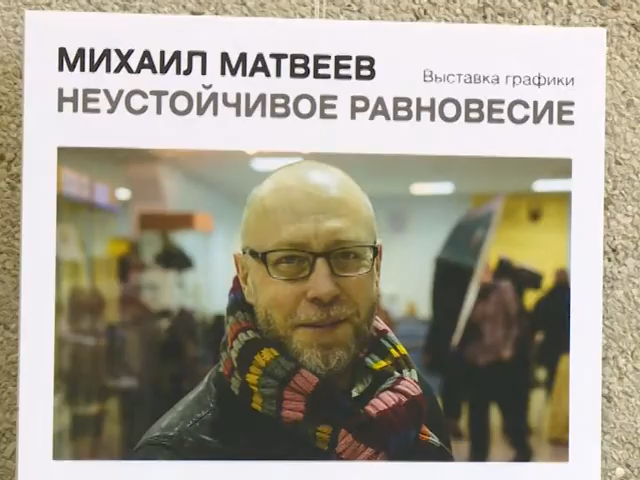 МИХАИЛ МАТВЕЕВ
Выставка графики
НЕУСТОЙЧИВОЕ РАВНОВЕСИЕ